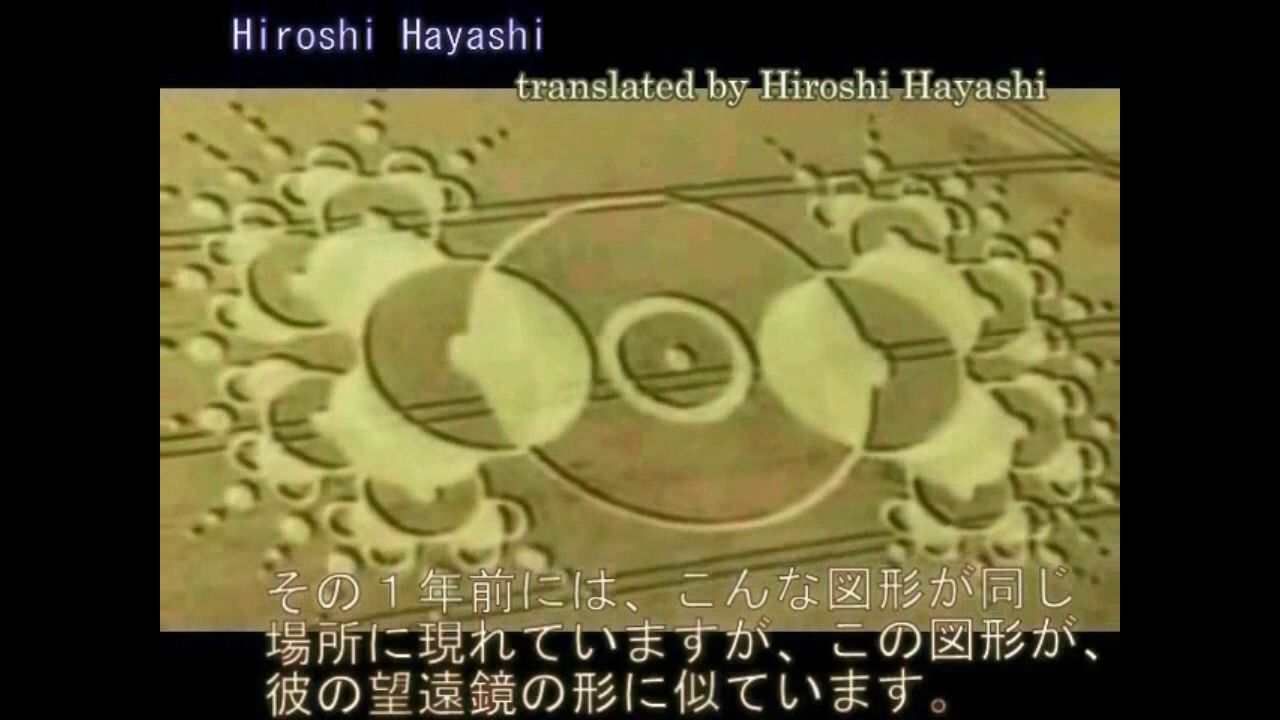 Hiroshi Hayashi
translated by Hiroshi Hayashi
その１年前には、こんな図形が同じ
場所に現れていますが、この図形が、
彼の望遠鏡の形に似ています。